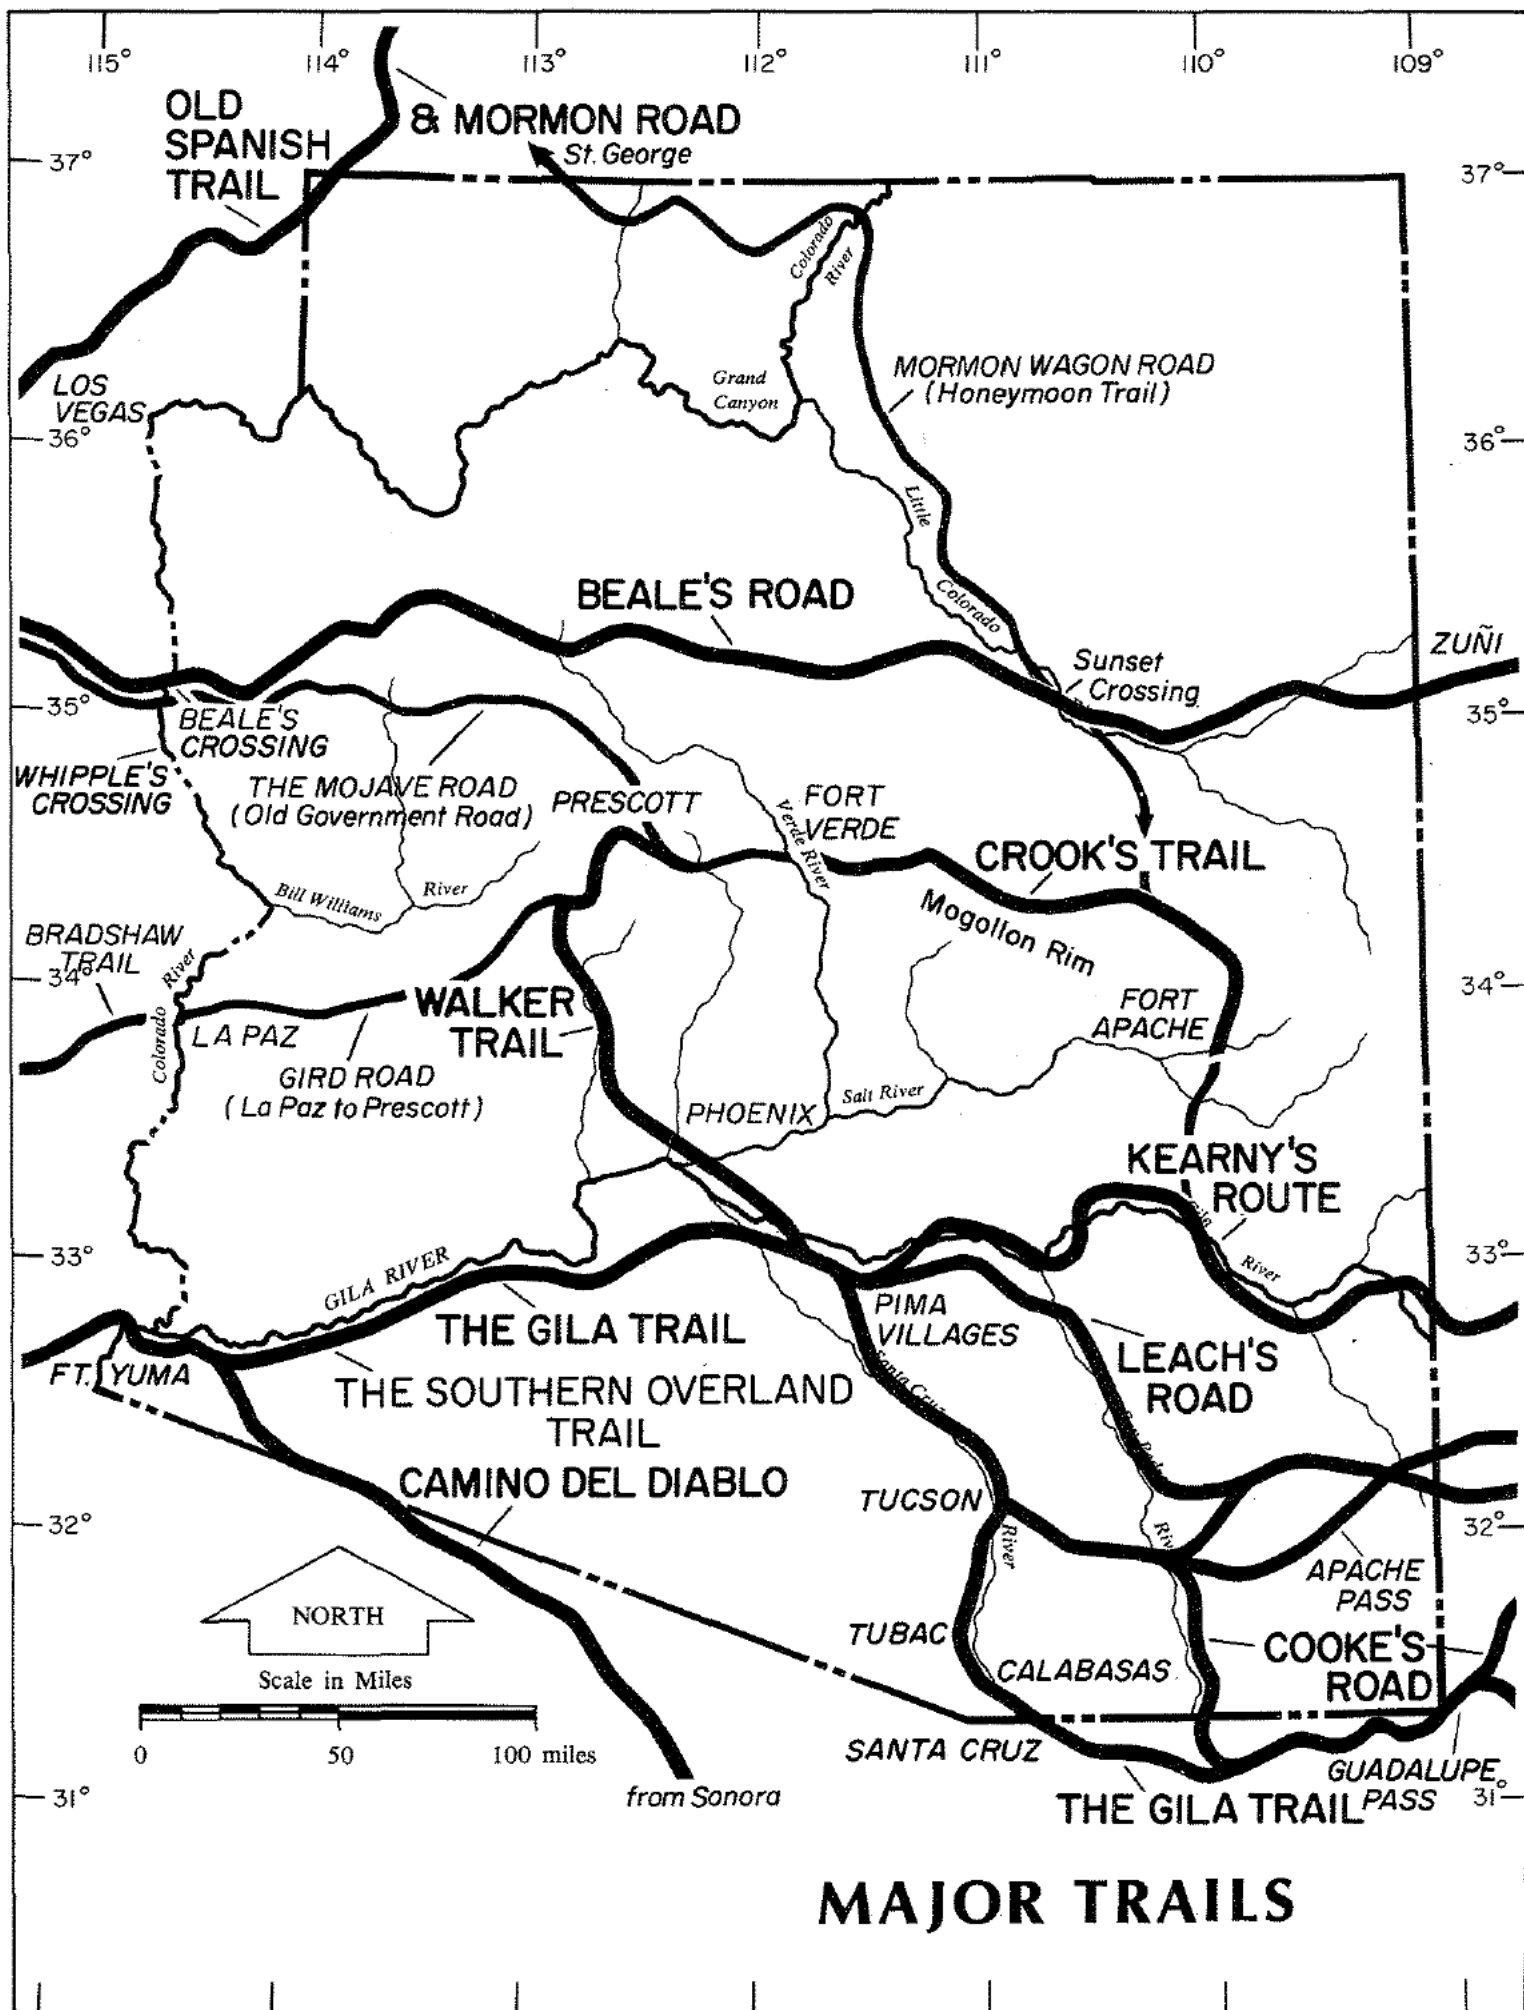 115°
114°
113°
112°
111°
110°
109°
OLD
SPANISH
TRAIL
& MORMON ROAD
St. George
37°
37°
Colorado
River
LOS
VEGAS
MORMON WAGON ROAD
(Honeymoon Trail)
Grand
Canyon
36°
36°
Little
Colorado
BEALE'S ROAD
ZUÑI
Sunset
Crossing
35°
35°
BEALE'S
CROSSING
WHIPPLE'S
CROSSING
THE MOJAVE ROAD
(Old Government Road)
PRESCOTT
FORT
VERDE
Verde River
CROOK'S TRAIL
Bill Williams
River
Mogollon Rim
BRADSHAW
TRAIL
34°
34°
River
Colorado
WALKER
TRAIL
FORT
APACHE
LA PAZ
GIRD ROAD
(La Paz to Prescott)
PHOENIX
Salt River
KEARNY'S
ROUTE
Gila
River
33°
33°
GILA RIVER
PIMA
VILLAGES
THE GILA TRAIL
LEACH'S
ROAD
FT. YUMA
THE SOUTHERN OVERLAND
TRAIL
Santa Cruz
CAMINO DEL DIABLO
TUCSON
32°
32°
River
APACHE
PASS
NORTH
TUBAC
COOKE'S
ROAD
CALABASAS
Scale in Miles
0
50
100 miles
SANTA CRUZ
GUADALUPE
PASS
from Sonora
31°
31°
THE GILA TRAIL
MAJOR TRAILS